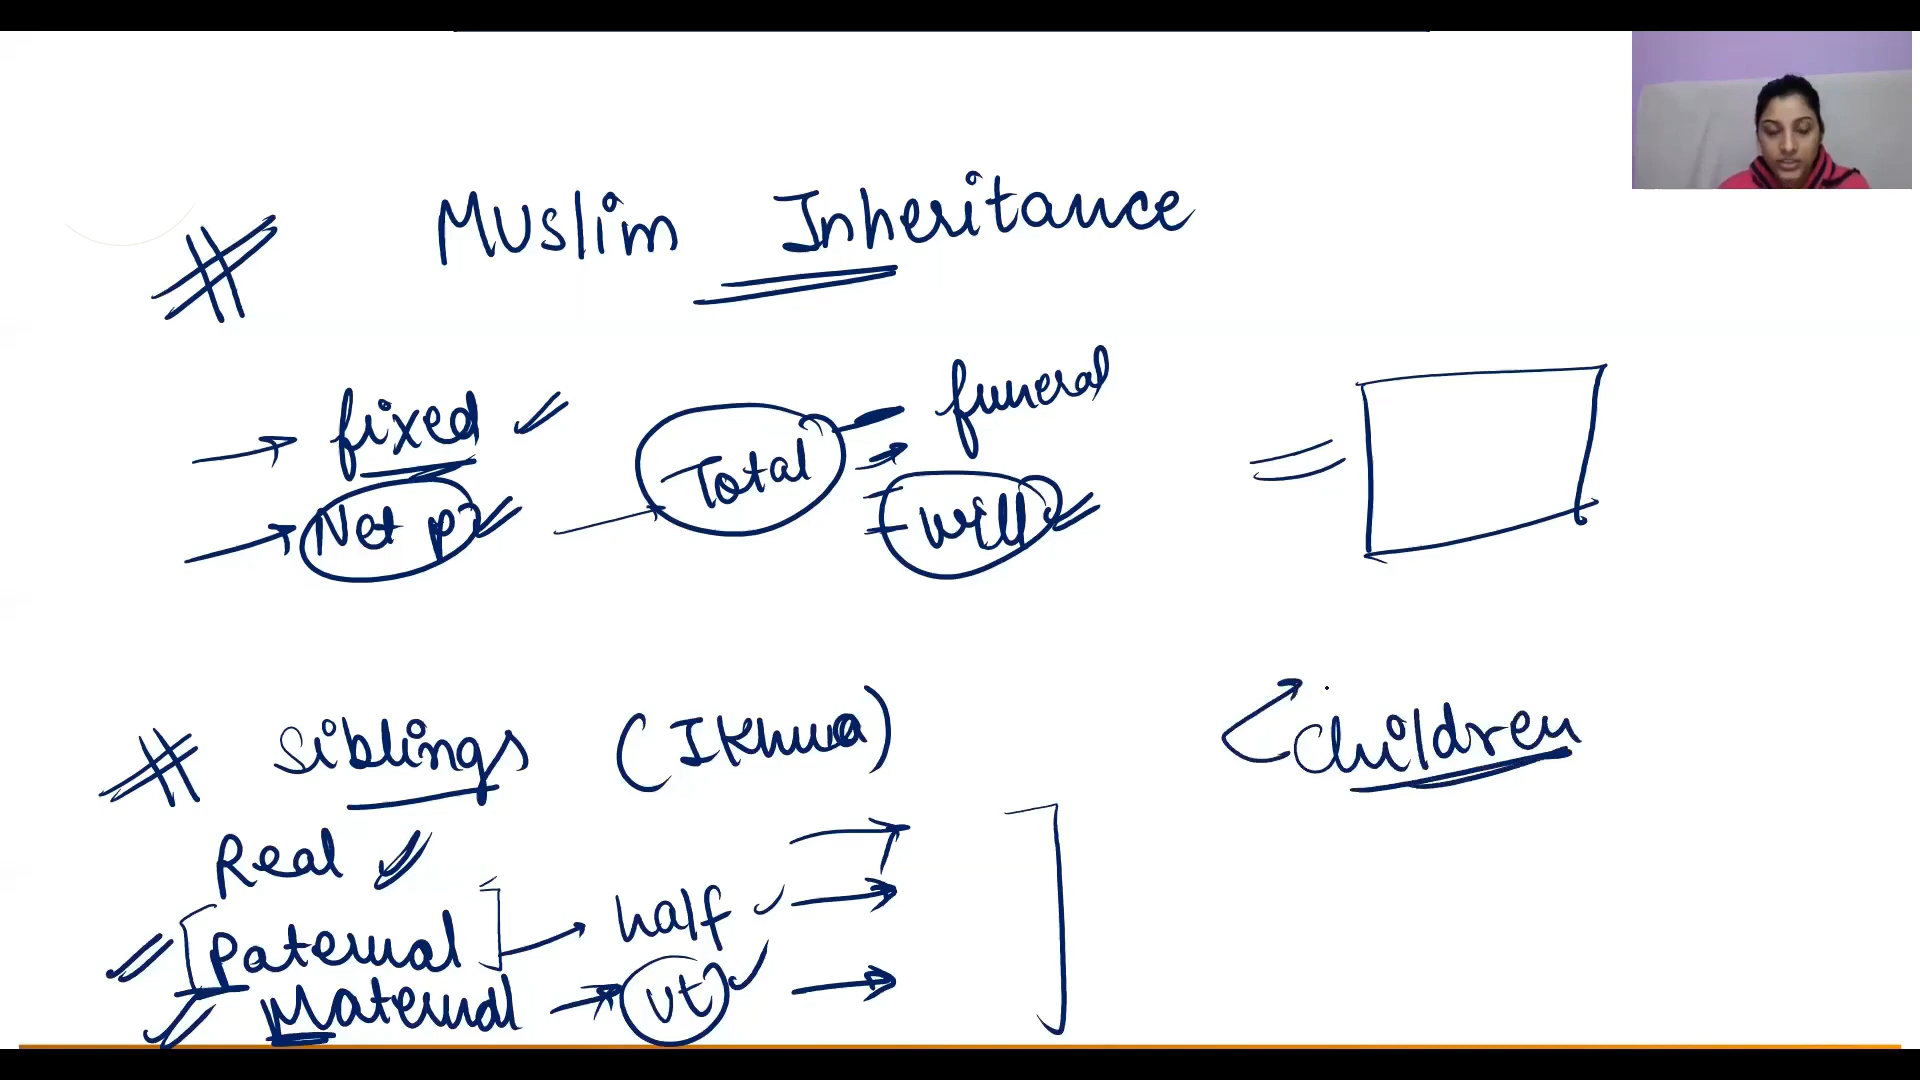 # Muslim Inheritance
→ fixed ✓
→ Net p ✓ → Total
funeral
will ✓
=
# Siblings (Ikhwa)
children
Real ✓
[Paternal] → half ✓ →
Maternal → ut ✓ →